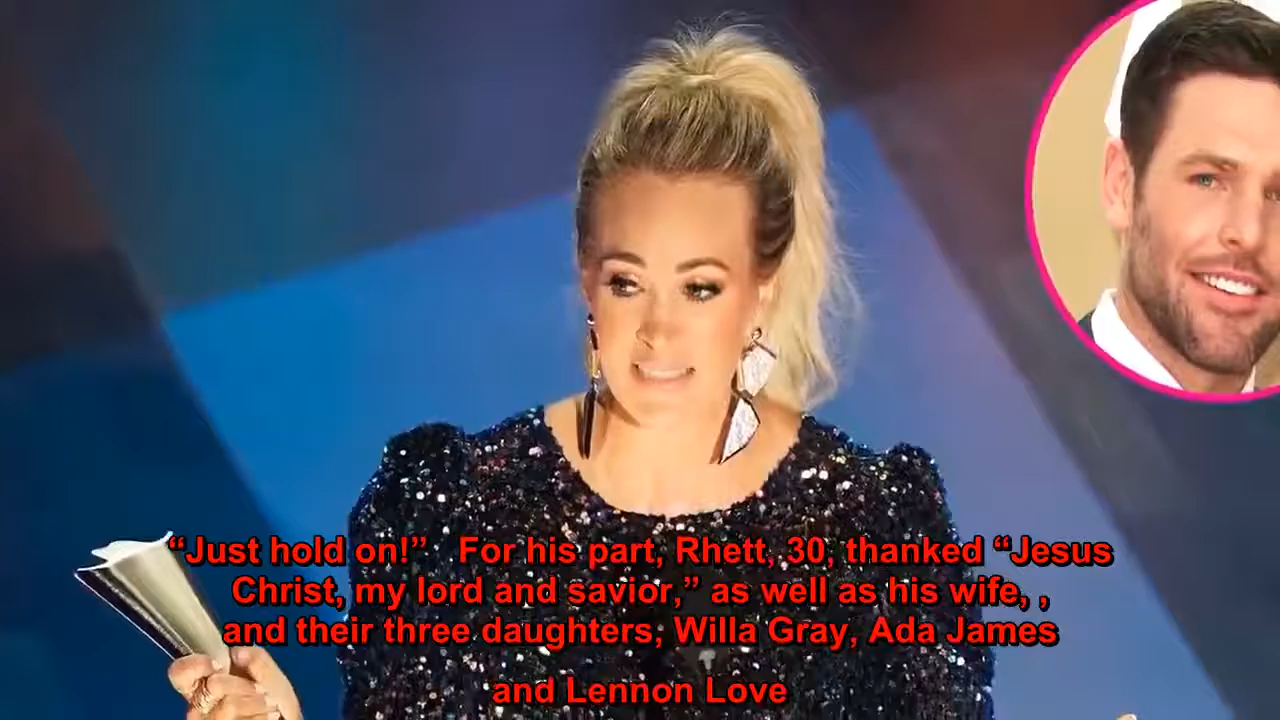 “Just hold on!” For his part, Rhett, 30, thanked “Jesus
Christ, my lord and savior,” as well as his wife, ,
and their three daughters, Willa Gray, Ada James
and Lennon Love